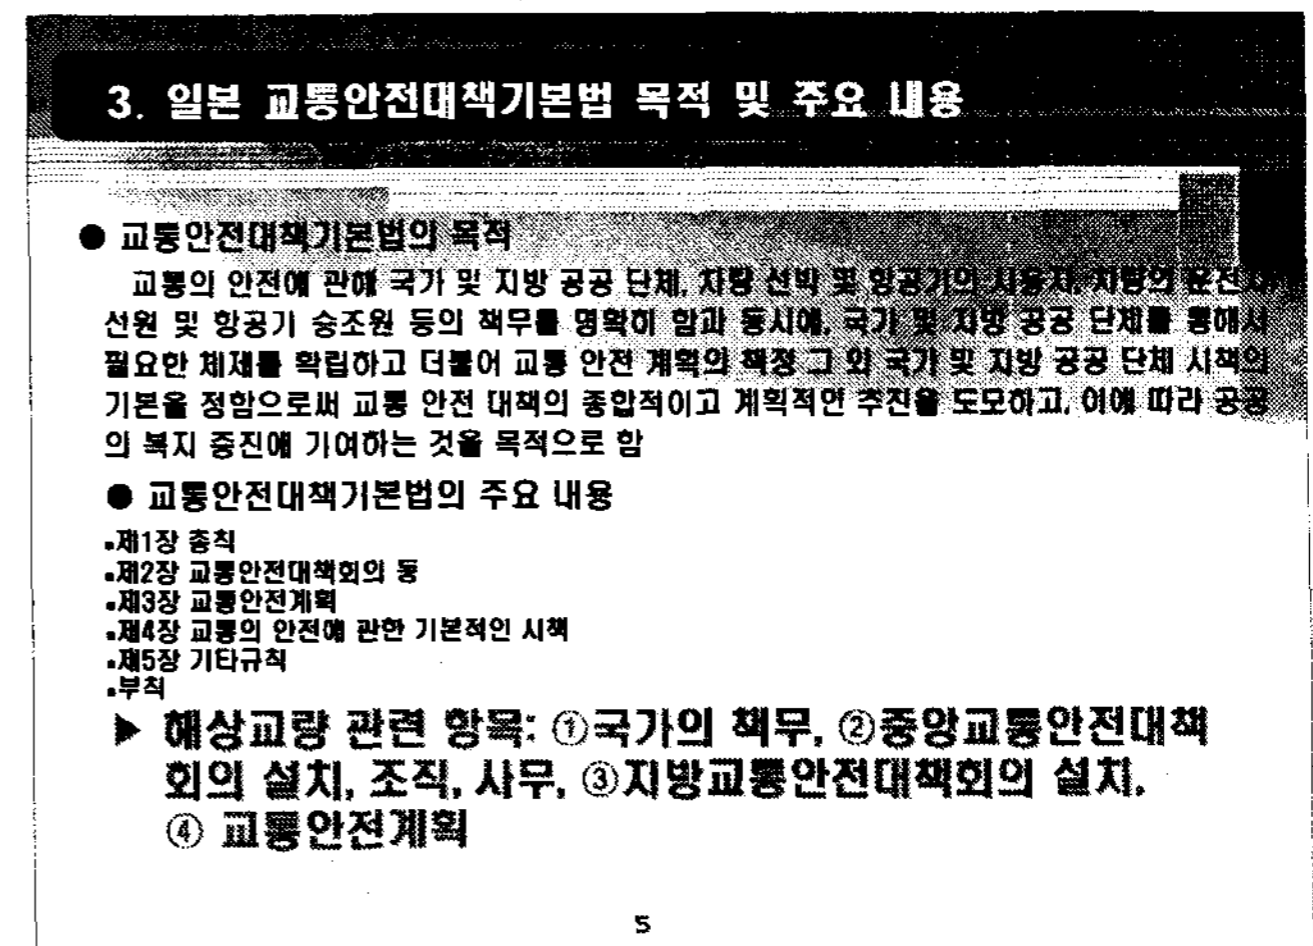 3. 일본 교통안전대책기본법 목적 및 주요 내용
● 교통안전대책기본법의 목적
교통의 안전에 관해 국가 및 지방 공공 단체, 차량 선박 및 항공기의 사용자, 차량의 운전자,
선원 및 항공기 승조원 등의 책무를 명확히 함과 동시에, 국가 및 지방 공공 단체를 통해서
필요한 체제를 확립하고 더불어 교통 안전 계획의 책정 그 외 국가 및 지방 공공 단체 시책의
기본을 정함으로써 교통 안전 대책의 종합적이고 계획적연 추진을 도모하고, 이에 따라 공공
의 복지 증진에 기여하는 것을 목적으로 함
● 교통안전대책기본법의 주요 내용
▪제1장 총칙
▪제2장 교통안전대책회의 등
▪제3장 교통안전계획
▪제4장 교통의 안전에 관한 기본적인 시책
▪제5장 기타규칙
▪부칙
▶ 해상교량 관련 항목: ①국가의 책무, ②중앙교통안전대책
회의 설치, 조직, 사무, ③지방교통안전대책회의 설치,
④ 교통안전계획
5